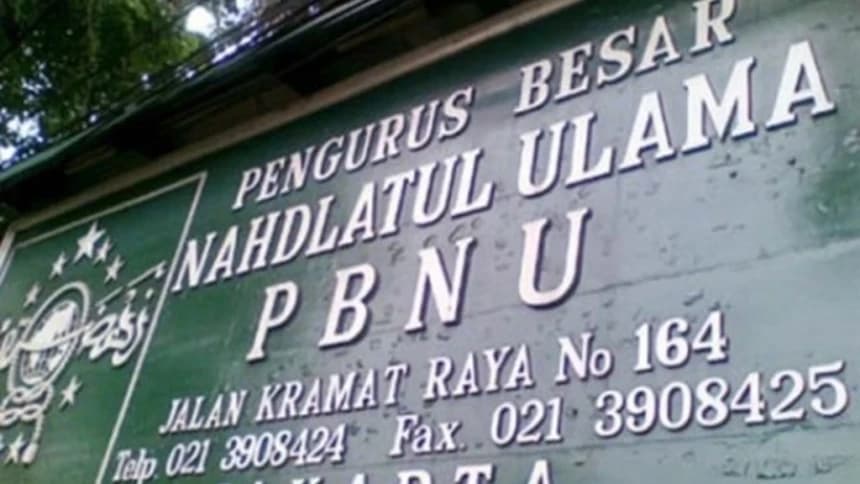 PENGURUS BESAR
NAHDLATUL ULAMA
PBNU
JALAN KRAMAT RAYA No 164
Telp. 021 3908424 Fax. 021 3908425